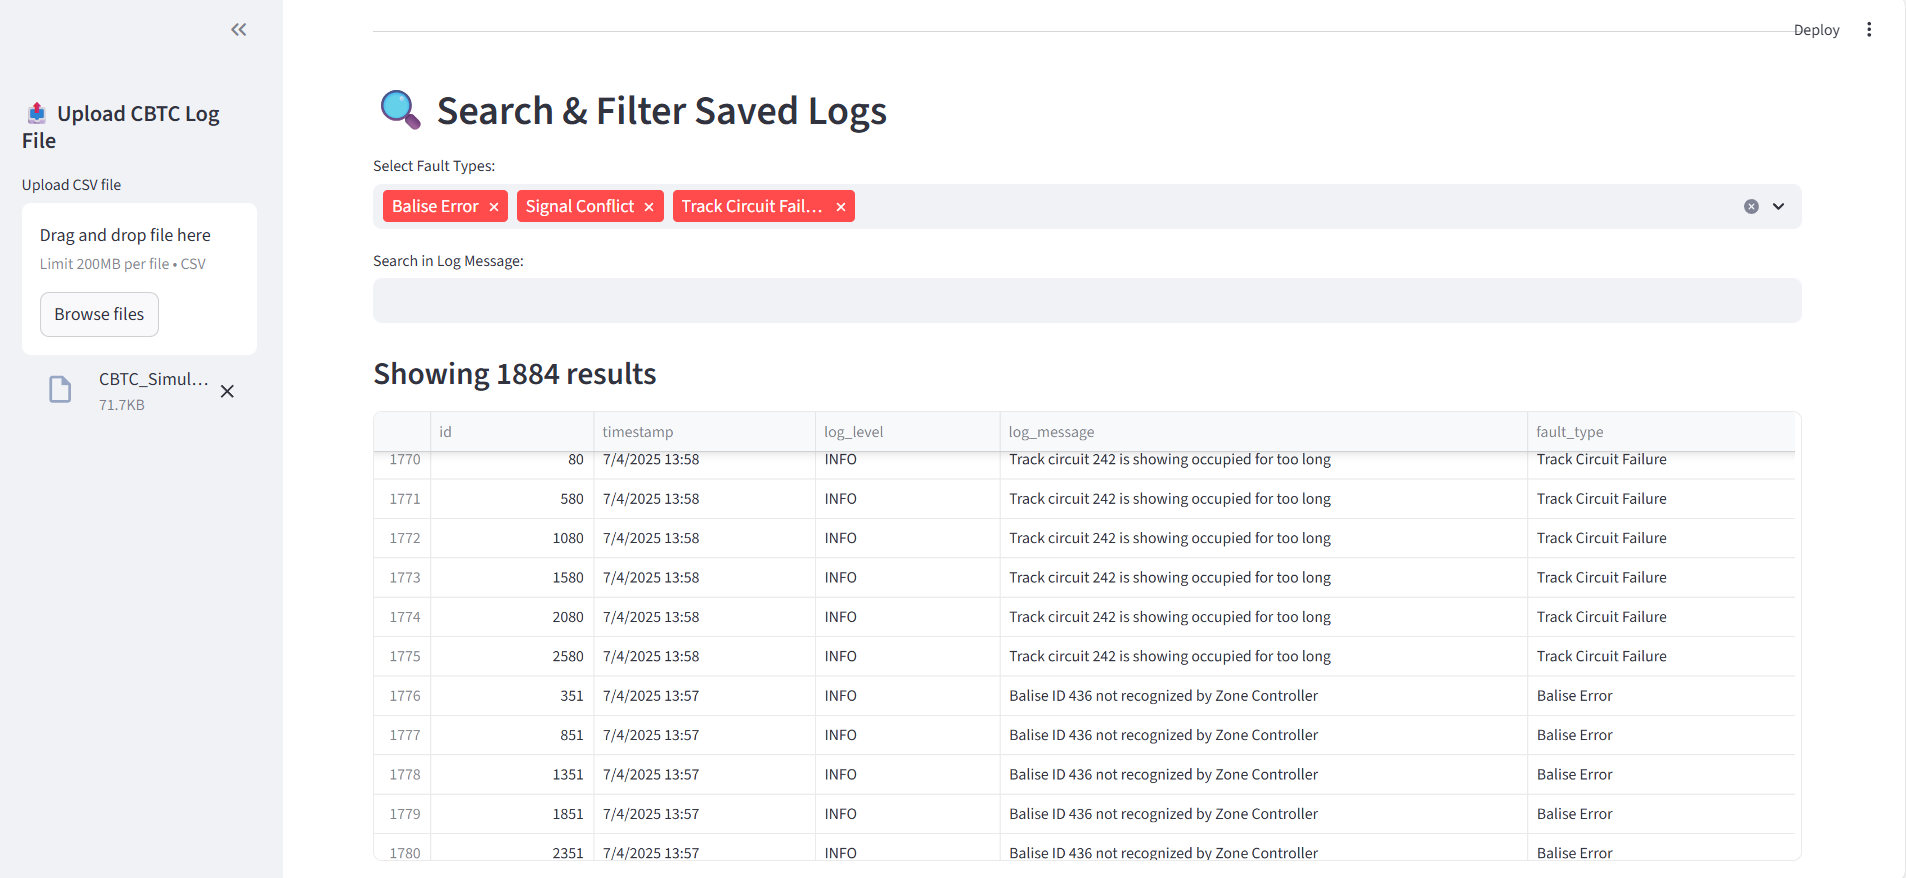 Upload CBTC Log
File
Upload CSV file
Drag and drop file here
Limit 200MB per file • CSV
Browse files
CBTC_Simul...
71.7KB
Deploy
Search & Filter Saved Logs
Select Fault Types:
Balise Error Signal Conflict Track Circuit Fail...
Search in Log Message:
Showing 1884 results
id timestamp log_level log_message fault_type
1770 80 7/4/2025 13:58 INFO Track circuit 242 is showing occupied for too long Track Circuit Failure
1771 580 7/4/2025 13:58 INFO Track circuit 242 is showing occupied for too long Track Circuit Failure
1772 1080 7/4/2025 13:58 INFO Track circuit 242 is showing occupied for too long Track Circuit Failure
1773 1580 7/4/2025 13:58 INFO Track circuit 242 is showing occupied for too long Track Circuit Failure
1774 2080 7/4/2025 13:58 INFO Track circuit 242 is showing occupied for too long Track Circuit Failure
1775 2580 7/4/2025 13:58 INFO Track circuit 242 is showing occupied for too long Track Circuit Failure
1776 351 7/4/2025 13:57 INFO Balise ID 436 not recognized by Zone Controller Balise Error
1777 851 7/4/2025 13:57 INFO Balise ID 436 not recognized by Zone Controller Balise Error
1778 1351 7/4/2025 13:57 INFO Balise ID 436 not recognized by Zone Controller Balise Error
1779 1851 7/4/2025 13:57 INFO Balise ID 436 not recognized by Zone Controller Balise Error
1780 2351 7/4/2025 13:57 INFO Balise ID 436 not recognized by Zone Controller Balise Error